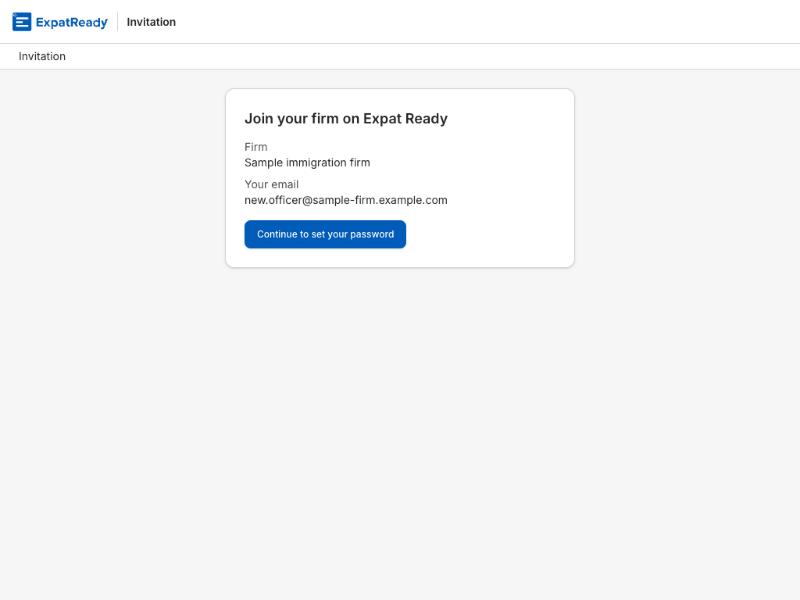 ExpatReady
Invitation
Invitation
Join your firm on Expat Ready
Firm
Sample immigration firm
Your email
new.officer@sample-firm.example.com
Continue to set your password